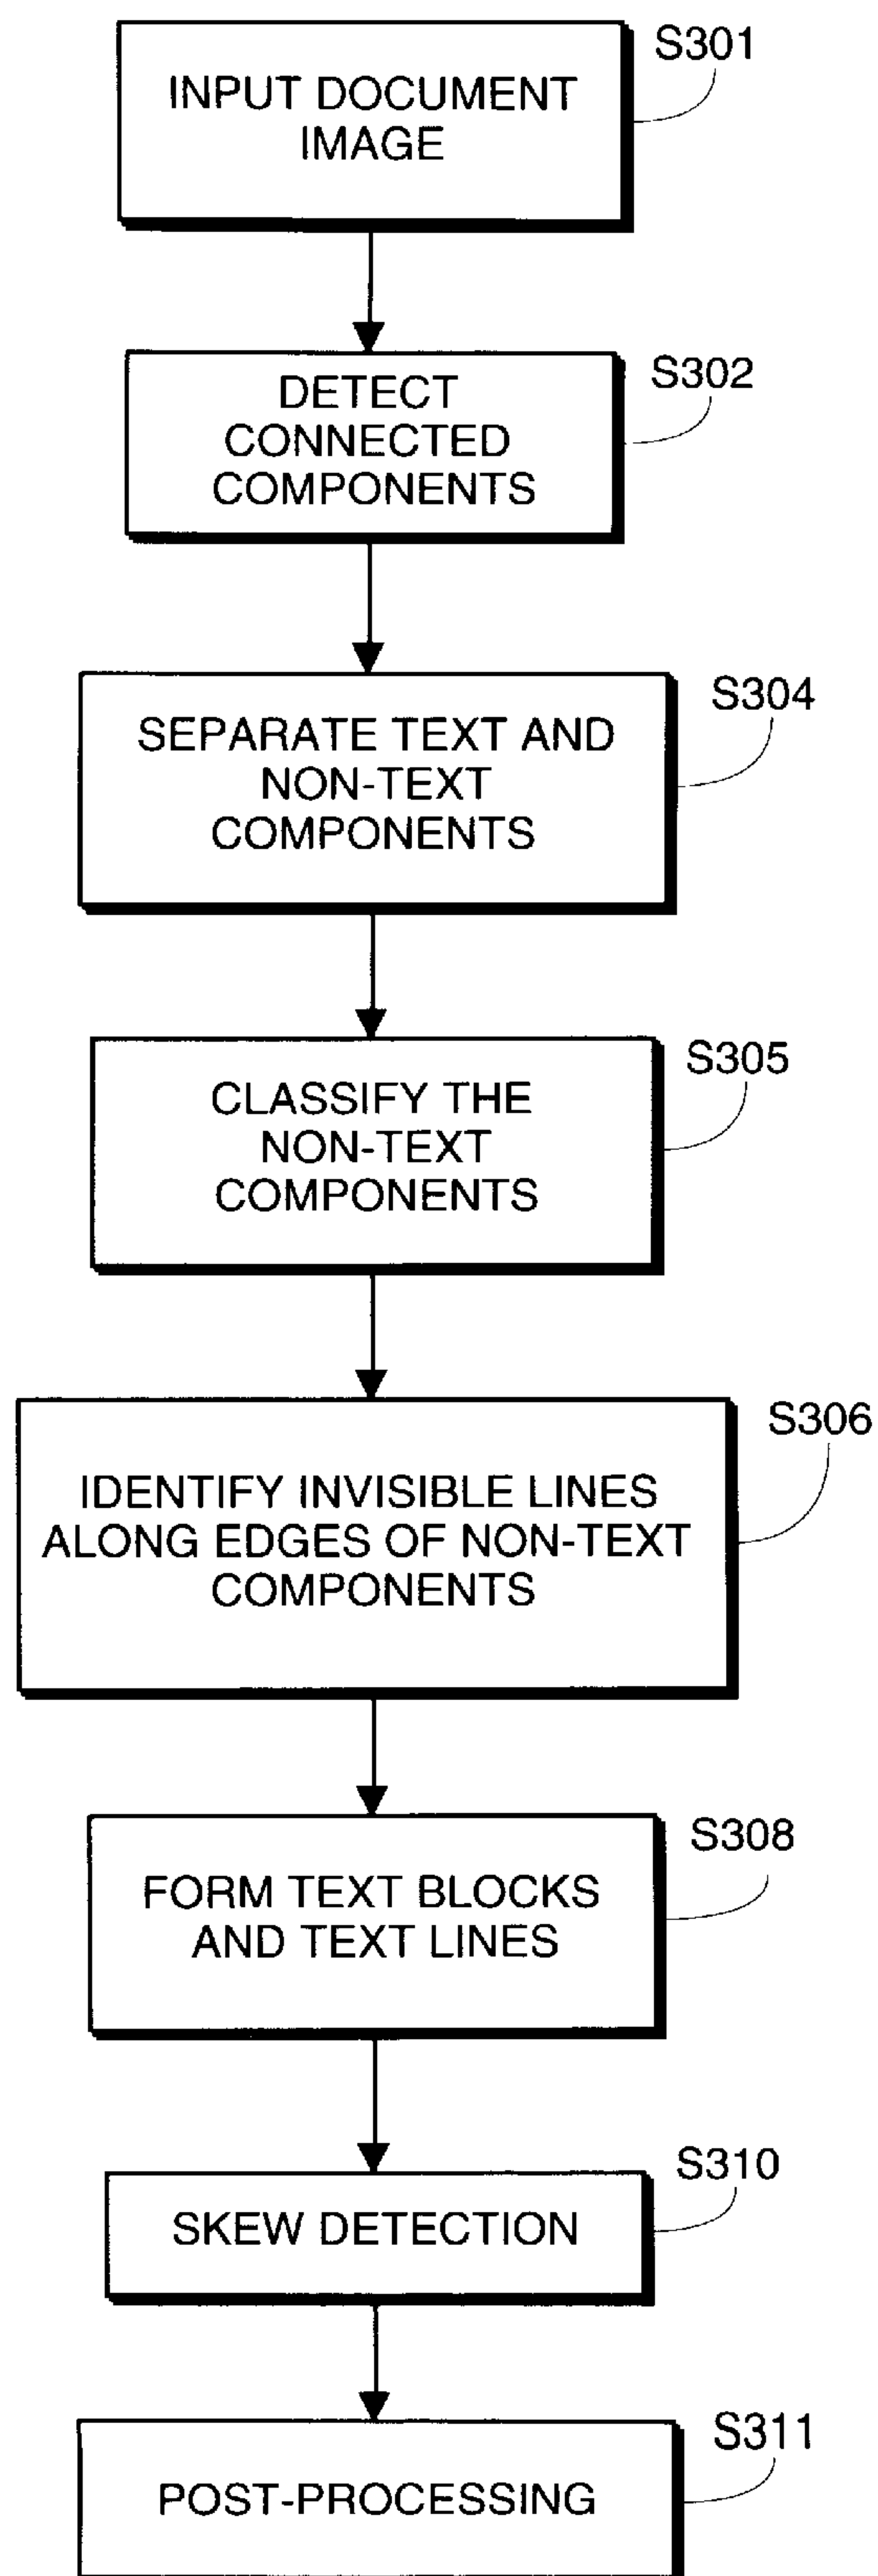 S301
INPUT DOCUMENT
IMAGE
S302
DETECT
CONNECTED
COMPONENTS
S304
SEPARATE TEXT AND
NON-TEXT
COMPONENTS
S305
CLASSIFY THE
NON-TEXT
COMPONENTS
S306
IDENTIFY INVISIBLE LINES
ALONG EDGES OF NON-TEXT
COMPONENTS
S308
FORM TEXT BLOCKS
AND TEXT LINES
S310
SKEW DETECTION
S311
POST-PROCESSING